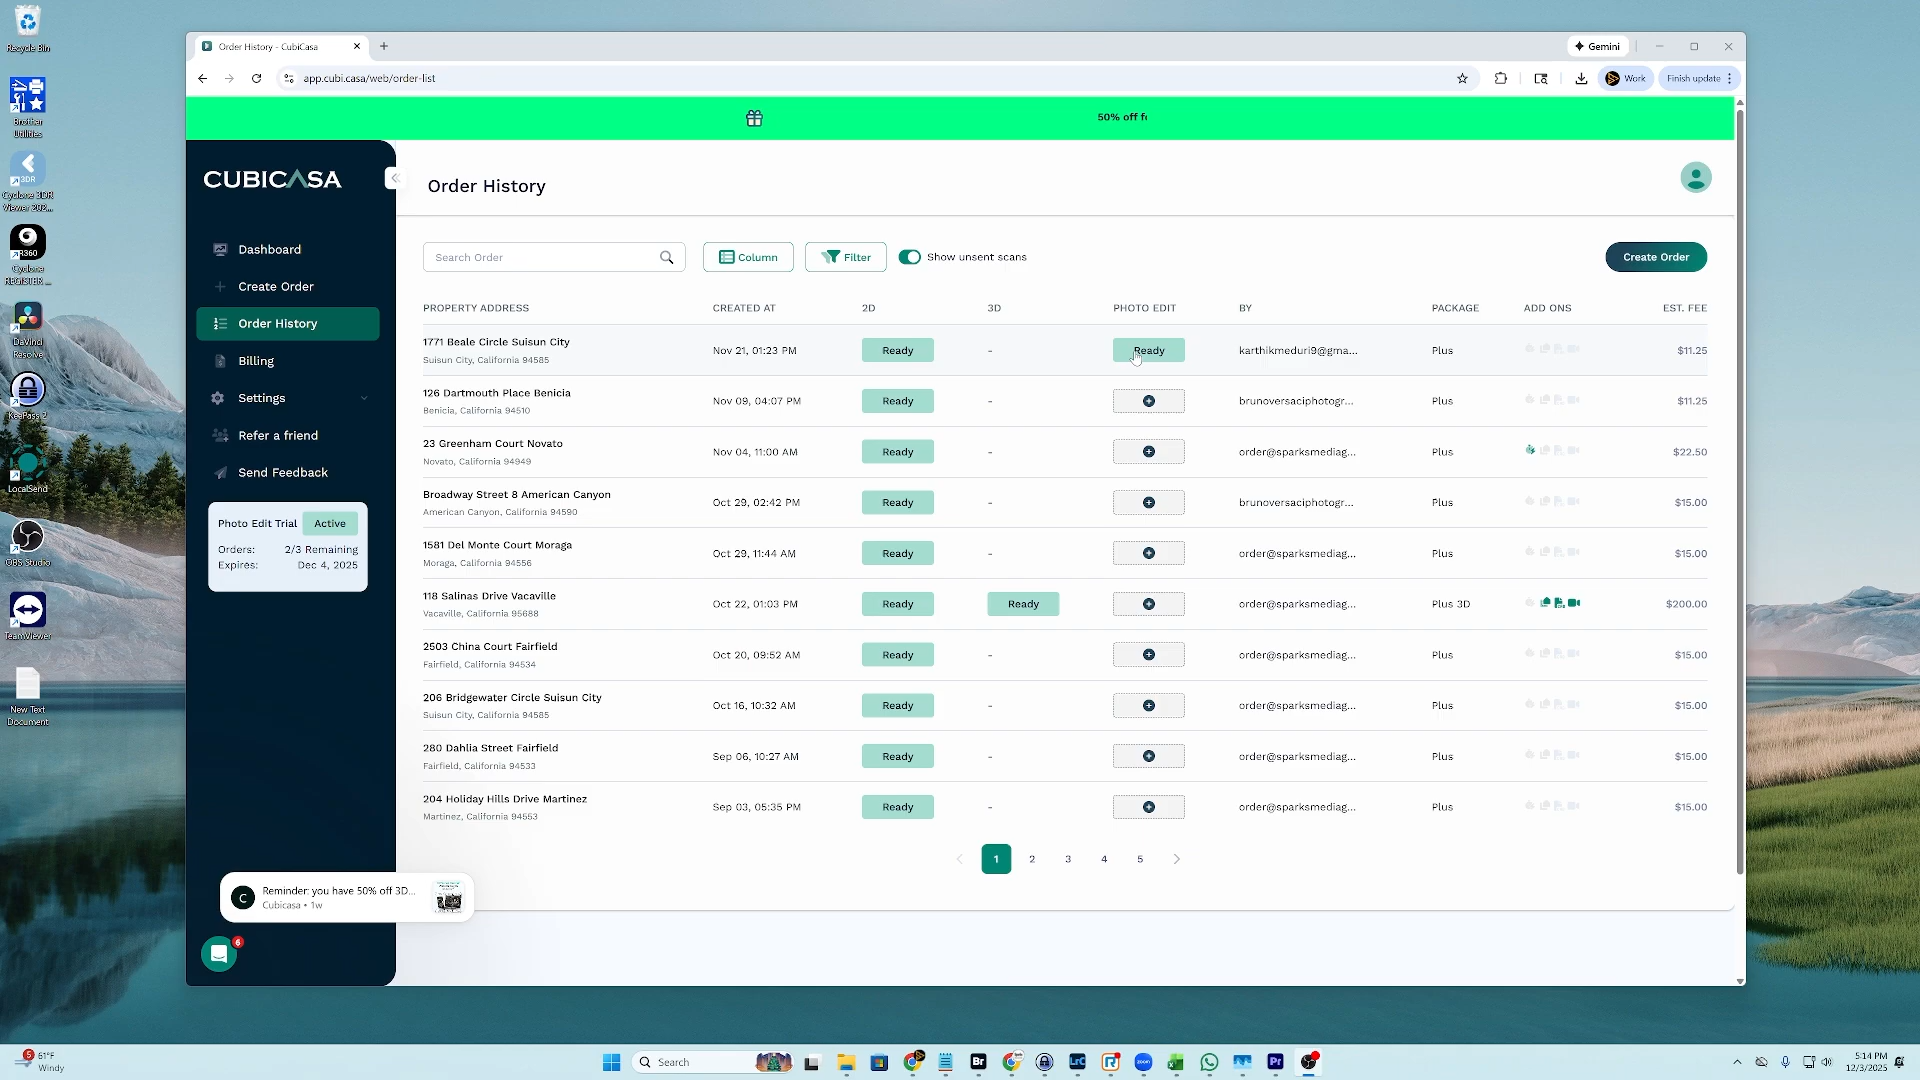 Recycle Bin
Brother
Utilities
3DR
Cyclone 3DR
Viewer 202...
R360
Cyclone
REGISTER ...
DaVinci
Resolve
KeePass 2
LocalSend
OBS Studio
TeamViewer
New Text
Document
Order History - CubiCasa
Gemini
app.cubi.casa/web/order-list
Work
Finish update
50% off f
CUBICASA
Dashboard
Create Order
Order History
Billing
Settings
Refer a friend
Send Feedback
Photo Edit Trial Active
Orders: 2/3 Remaining
Expires: Dec 4, 2025
Reminder: you have 50% off 3D...
C
Cubicasa • 1w
6
Order History
Search Order
Column
Filter
Show unsent scans
Create Order
PROPERTY ADDRESS CREATED AT 2D 3D PHOTO EDIT BY PACKAGE ADD ONS EST. FEE
1771 Beale Circle Suisun City
Suisun City, California 94585
Nov 21, 01:23 PM Ready - Ready karthikmeduri9@gma... Plus $11.25
126 Dartmouth Place Benicia
Benicia, California 94510
Nov 09, 04:07 PM Ready - brunoversaciphotogr... Plus $11.25
23 Greenham Court Novato
Novato, California 94949
Nov 04, 11:00 AM Ready - order@sparksmediag... Plus $22.50
Broadway Street 8 American Canyon
American Canyon, California 94590
Oct 29, 02:42 PM Ready - brunoversaciphotogr... Plus $15.00
1581 Del Monte Court Moraga
Moraga, California 94556
Oct 29, 11:44 AM Ready - order@sparksmediag... Plus $15.00
118 Salinas Drive Vacaville
Vacaville, California 95688
Oct 22, 01:03 PM Ready Ready order@sparksmediag... Plus 3D $200.00
2503 China Court Fairfield
Fairfield, California 94534
Oct 20, 09:52 AM Ready - order@sparksmediag... Plus $15.00
206 Bridgewater Circle Suisun City
Suisun City, California 94585
Oct 16, 10:32 AM Ready - order@sparksmediag... Plus $15.00
280 Dahlia Street Fairfield
Fairfield, California 94533
Sep 06, 10:27 AM Ready - order@sparksmediag... Plus $15.00
204 Holiday Hills Drive Martinez
Martinez, California 94553
Sep 03, 05:35 PM Ready - order@sparksmediag... Plus $15.00
1 2 3 4 5
5
61°F
Windy
Search
Br
LrC
zoom
Pr
5:14 PM
12/3/2025